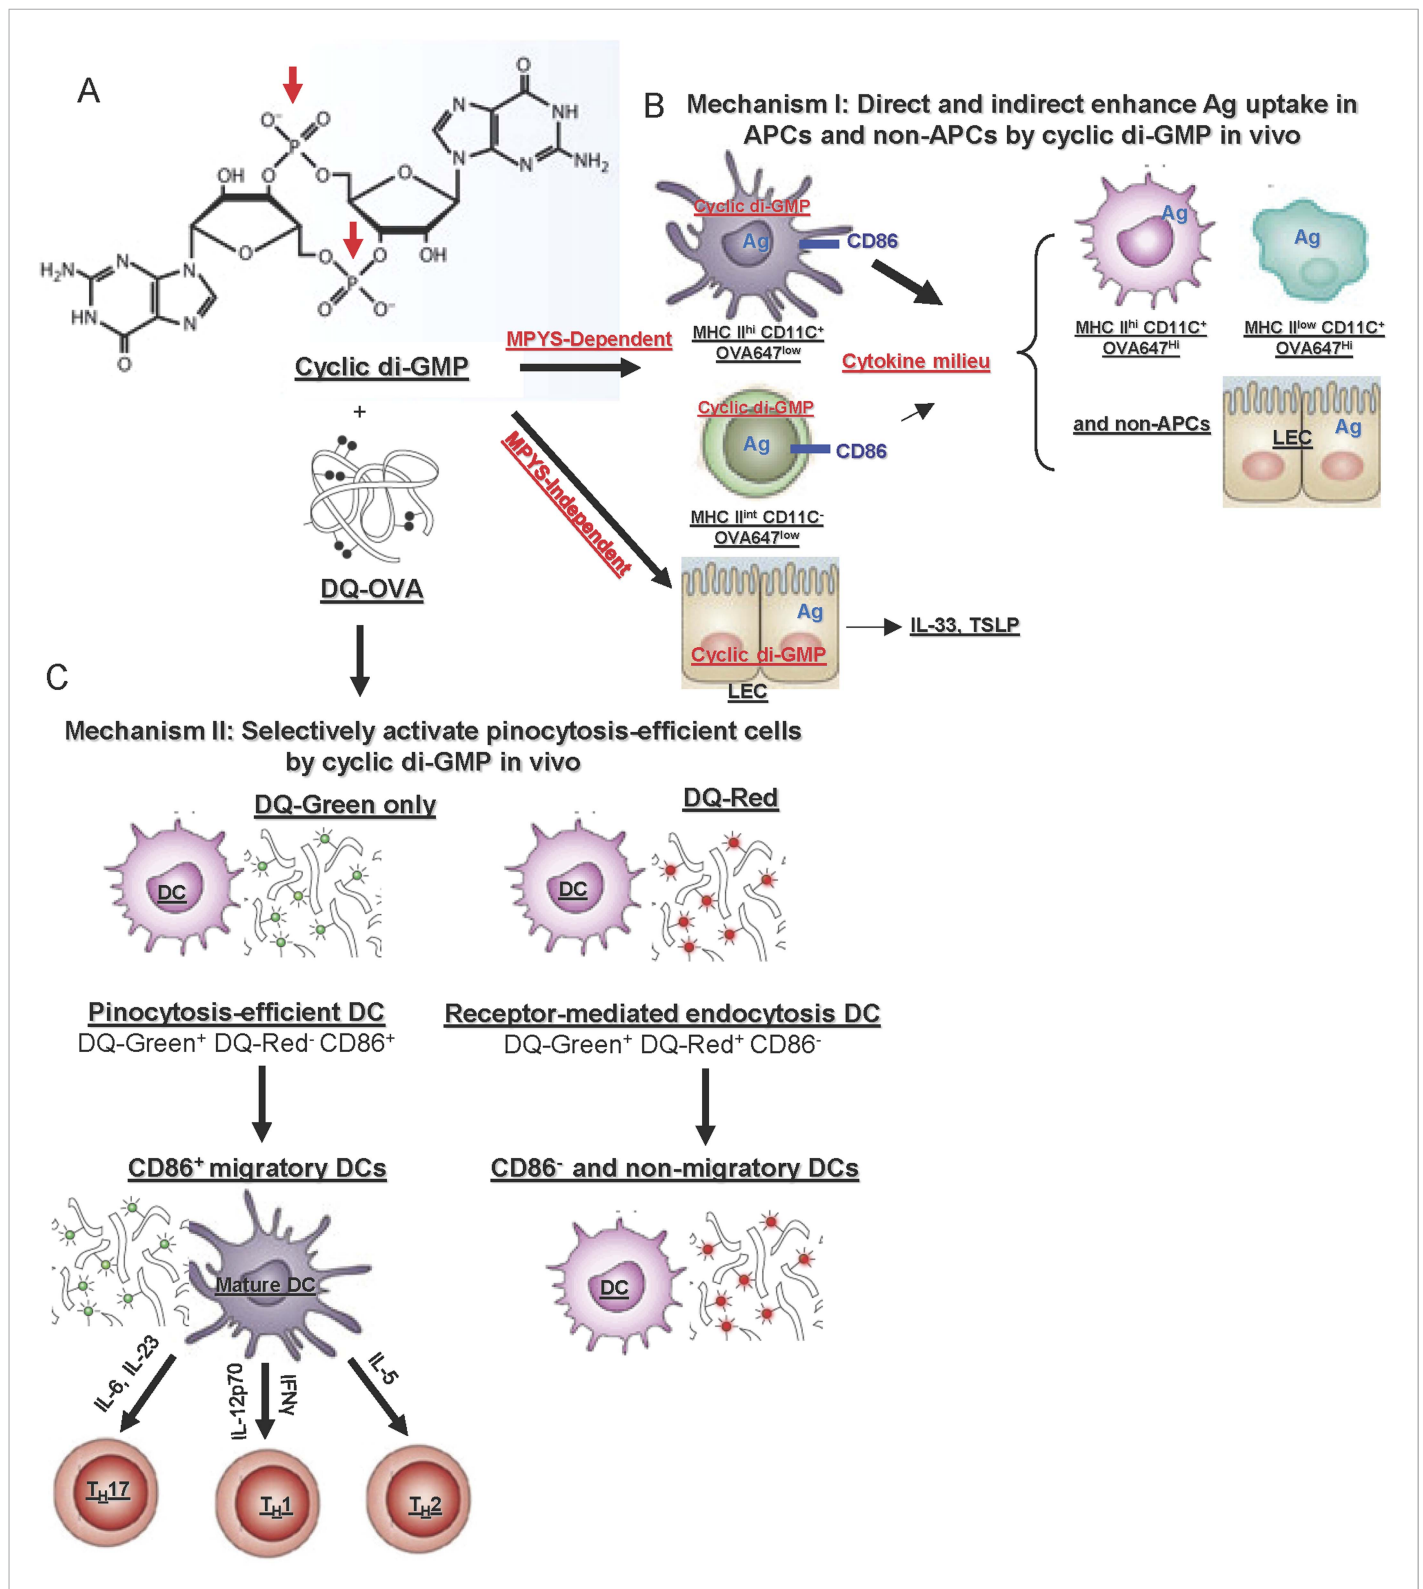 A
O⁻
O
P
O
OH
O
O
N
O
NH
N
N
NH₂
O
O
P
O
O⁻
OH
H₂N
N
N
HN
N
O
Cyclic di-GMP
+
DQ-OVA
MPYS-Dependent
MPYS-Independent
B
Mechanism I: Direct and indirect enhance Ag uptake in
APCs and non-APCs by cyclic di-GMP in vivo
Cyclic di-GMP
Ag
CD86
MHC IIʰⁱ CD11C⁺
OVA647ˡᵒʷ
Cytokine milieu
Cyclic di-GMP
Ag
CD86
MHC IIⁱⁿᵗ CD11C⁻
OVA647ˡᵒʷ
Ag
Cyclic di-GMP
LEC
IL-33, TSLP
Ag
MHC IIʰⁱ CD11C⁺
OVA647ᴴⁱ
Ag
MHC IIˡᵒʷ CD11C⁺
OVA647ᴴⁱ
and non-APCs
LEC
Ag
C
Mechanism II: Selectively activate pinocytosis-efficient cells
by cyclic di-GMP in vivo
DQ-Green only
DC
Pinocytosis-efficient DC
DQ-Green⁺ DQ-Red⁻ CD86⁺
DQ-Red
DC
Receptor-mediated endocytosis DC
DQ-Green⁺ DQ-Red⁺ CD86⁻
CD86⁺ migratory DCs
Mature DC
CD86⁻ and non-migratory DCs
DC
IL-6, IL-23
IL-12p70
IFNγ
IL-5
T_H17
T_H1
T_H2